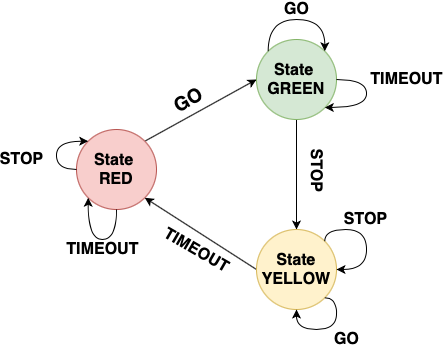 GO
State
GREEN
TIMEOUT
GO
STOP
State
RED
STOP
TIMEOUT
TIMEOUT
STOP
State
YELLOW
GO